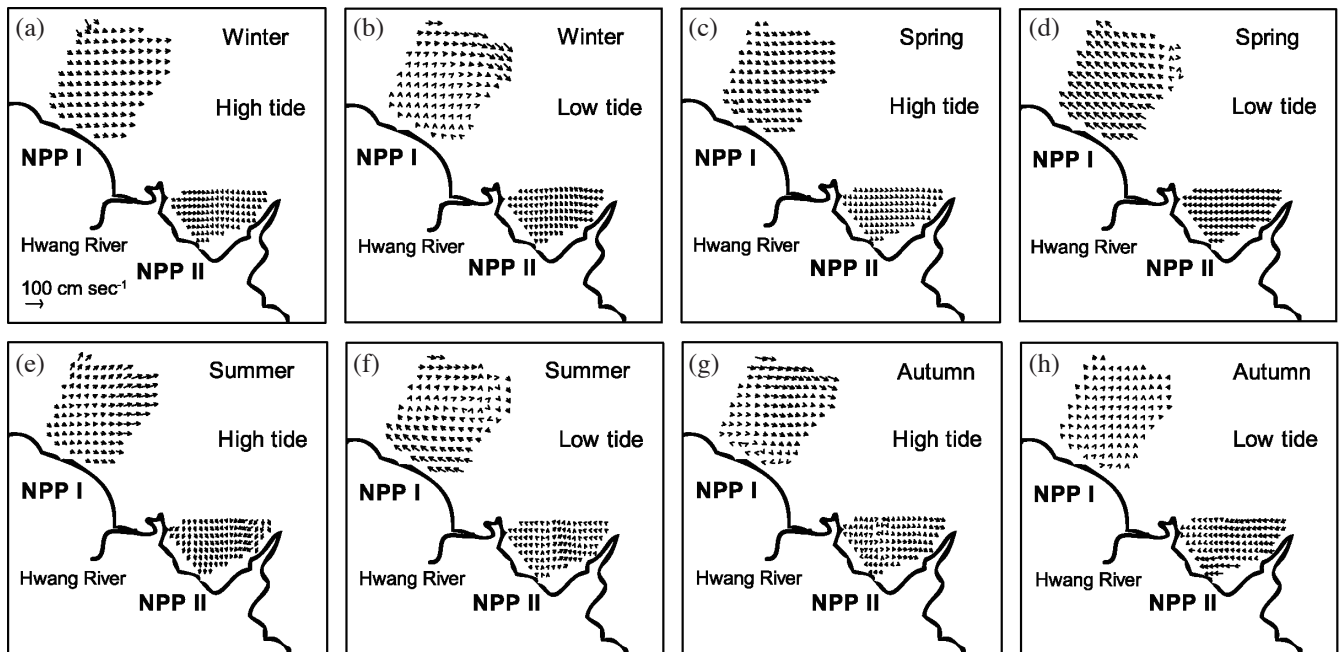 (a)
Winter
High tide
NPP I
Hwang River
NPP II
100 cm sec⁻¹
(b)
Winter
Low tide
NPP I
Hwang River
NPP II
(c)
Spring
High tide
NPP I
Hwang River
NPP II
(d)
Spring
Low tide
NPP I
Hwang River
NPP II
(e)
Summer
High tide
NPP I
Hwang River
NPP II
(f)
Summer
Low tide
NPP I
Hwang River
NPP II
(g)
Autumn
High tide
NPP I
Hwang River
NPP II
(h)
Autumn
Low tide
NPP I
Hwang River
NPP II